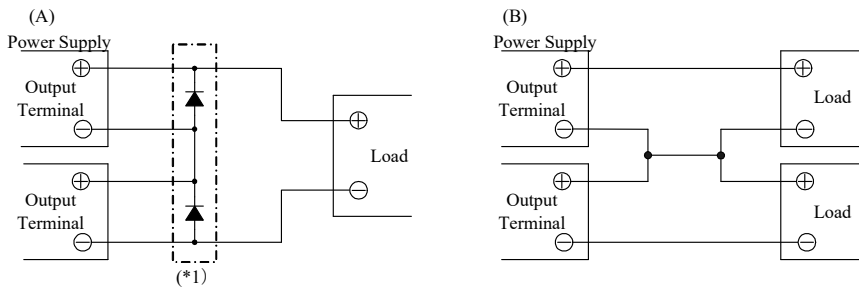 (A)
Power Supply
⊕
Output
Terminal
⊖
⊕
Output
Terminal
⊖
(*1)
⊕
Load
⊖
(B)
Power Supply
⊕
Output
Terminal
⊖
⊕
Output
Terminal
⊖
⊕
Load
⊖
⊕
Load
⊖